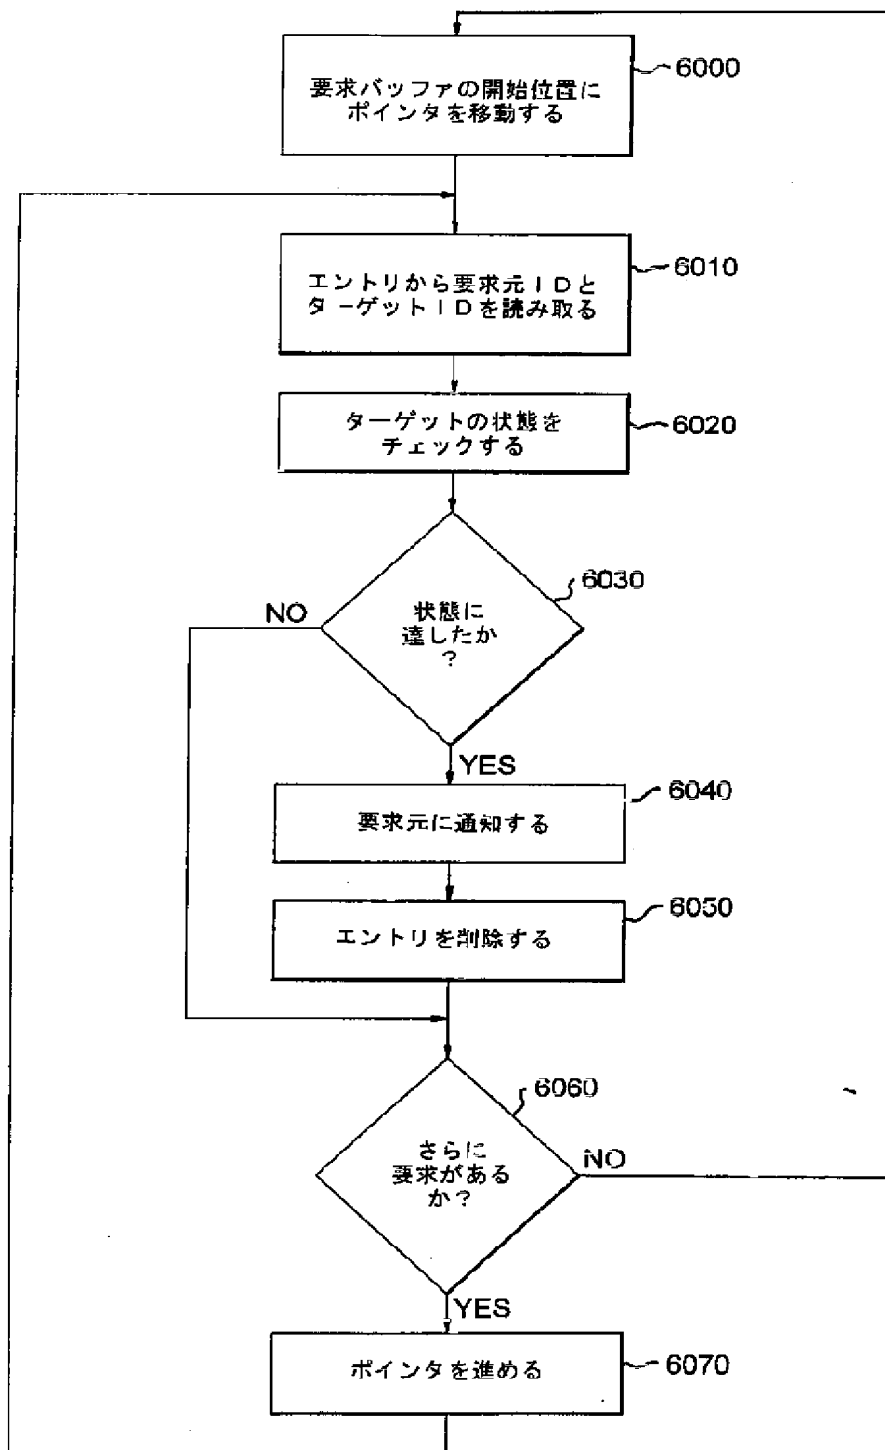 要求バッファの開始位置に
ポインタを移動する
6000
エントリから要求元IDと
ターゲットIDを読み取る
6010
ターゲットの状態を
チェックする
6020
状態に
達したか
?
6030
NO
YES
要求元に通知する
6040
エントリを削除する
6050
さらに
要求がある
か?
6060
NO
YES
ポインタを進める
6070